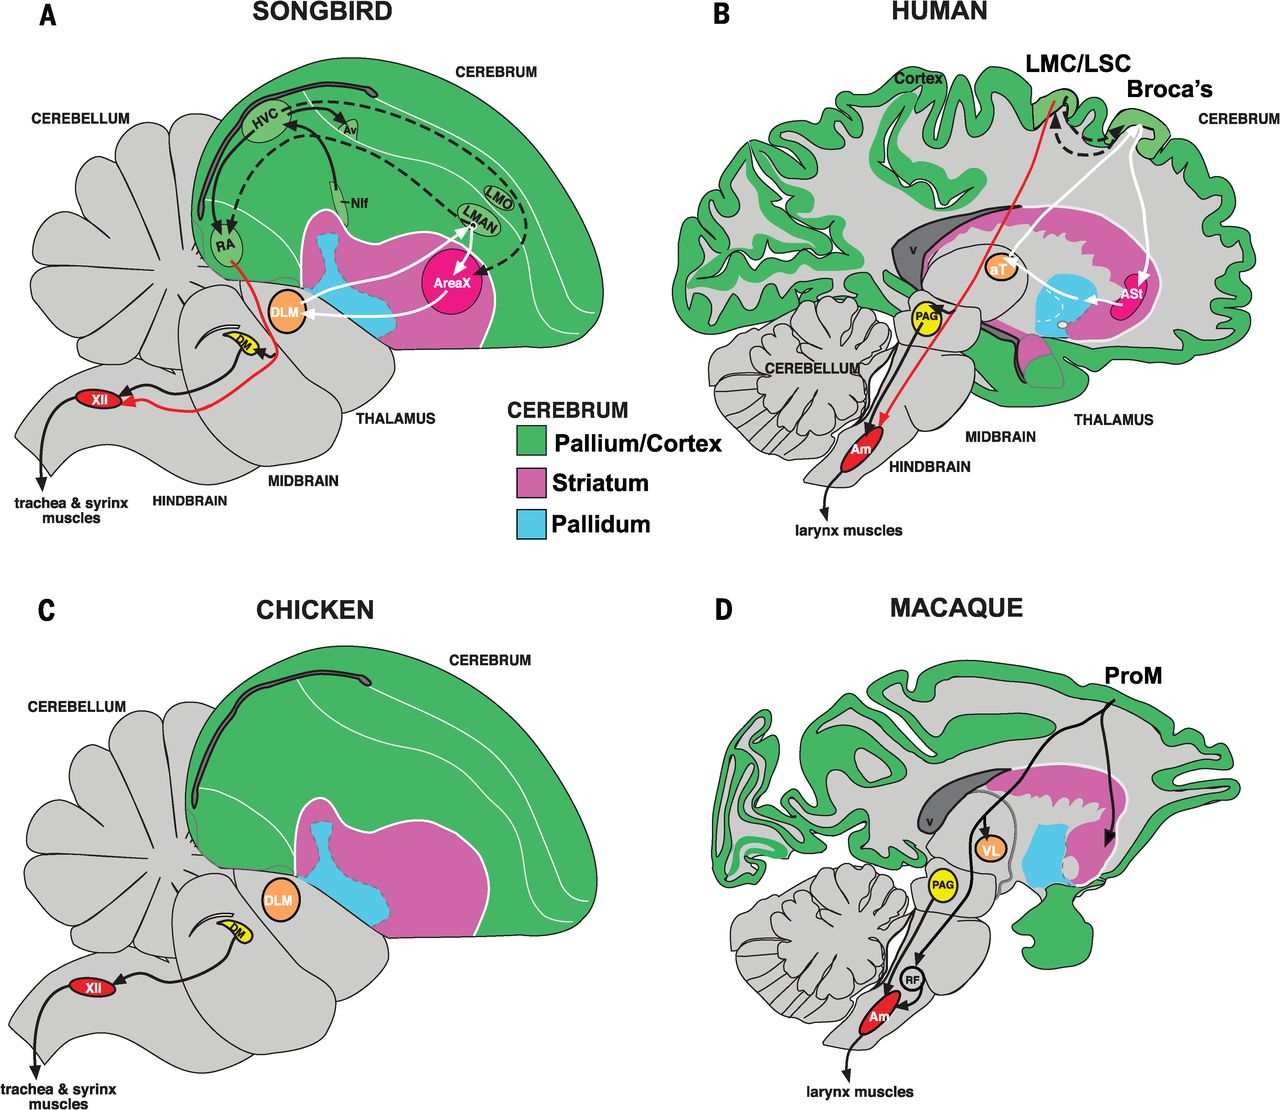 A
SONGBIRD
CEREBRUM
CEREBELLUM
HVC
Av
NIf
LMO
LMAN
RA
AreaX
DLM
DM
XII
THALAMUS
MIDBRAIN
HINDBRAIN
trachea & syrinx
muscles
B
HUMAN
LMC/LSC
Cortex
Broca's
CEREBRUM
v
aT
ASt
PAG
CEREBELLUM
Am
THALAMUS
MIDBRAIN
HINDBRAIN
larynx muscles
CEREBRUM
Pallium/Cortex
Striatum
Pallidum
C
CHICKEN
CEREBRUM
CEREBELLUM
DLM
DM
XII
trachea & syrinx
muscles
D
MACAQUE
ProM
v
VL
PAG
RF
Am
larynx muscles